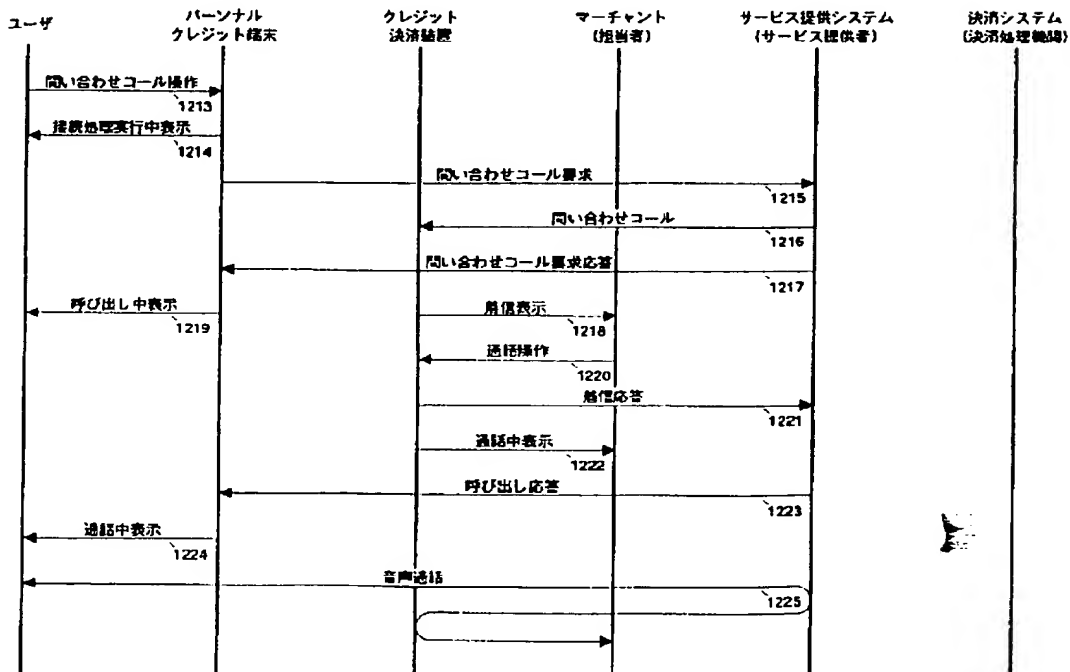 ユーザ
パーソナル
クレジット端末
クレジット
決済装置
マーチャント
(担当者)
サービス提供システム
(サービス提供者)
決済システム
(決済処理機関)
問い合わせコール操作
1213
接続処理実行中表示
1214
問い合わせコール要求
1215
問い合わせコール
1216
問い合わせコール要求応答
1217
呼び出し中表示
1219
着信表示
1218
通話操作
1220
着信応答
1221
通話中表示
1222
呼び出し応答
1223
通話中表示
1224
音声通話
1225